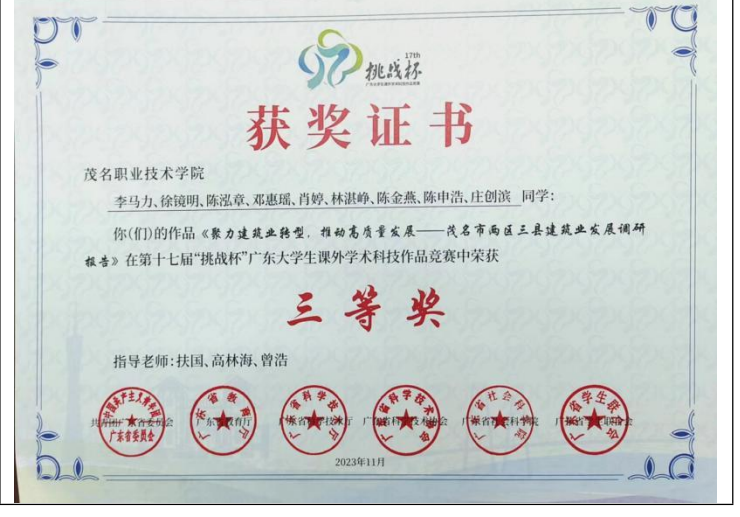 17th
挑战杯
获奖证书
茂名职业技术学院
李马力、徐镜明、陈泓章、邓惠瑶、肖婷、林湛峥、陈金燕、陈申浩、庄创滨 同学:
你(们)的作品《聚力建筑业转型,推动高质量发展——茂名市两区三县建筑业发展调研
报告》在第十七届“挑战杯”广东大学生课外学术科技作品竞赛中荣获
三等奖
指导老师:扶国、高林海、曾浩
广东省委员会
2023年11月